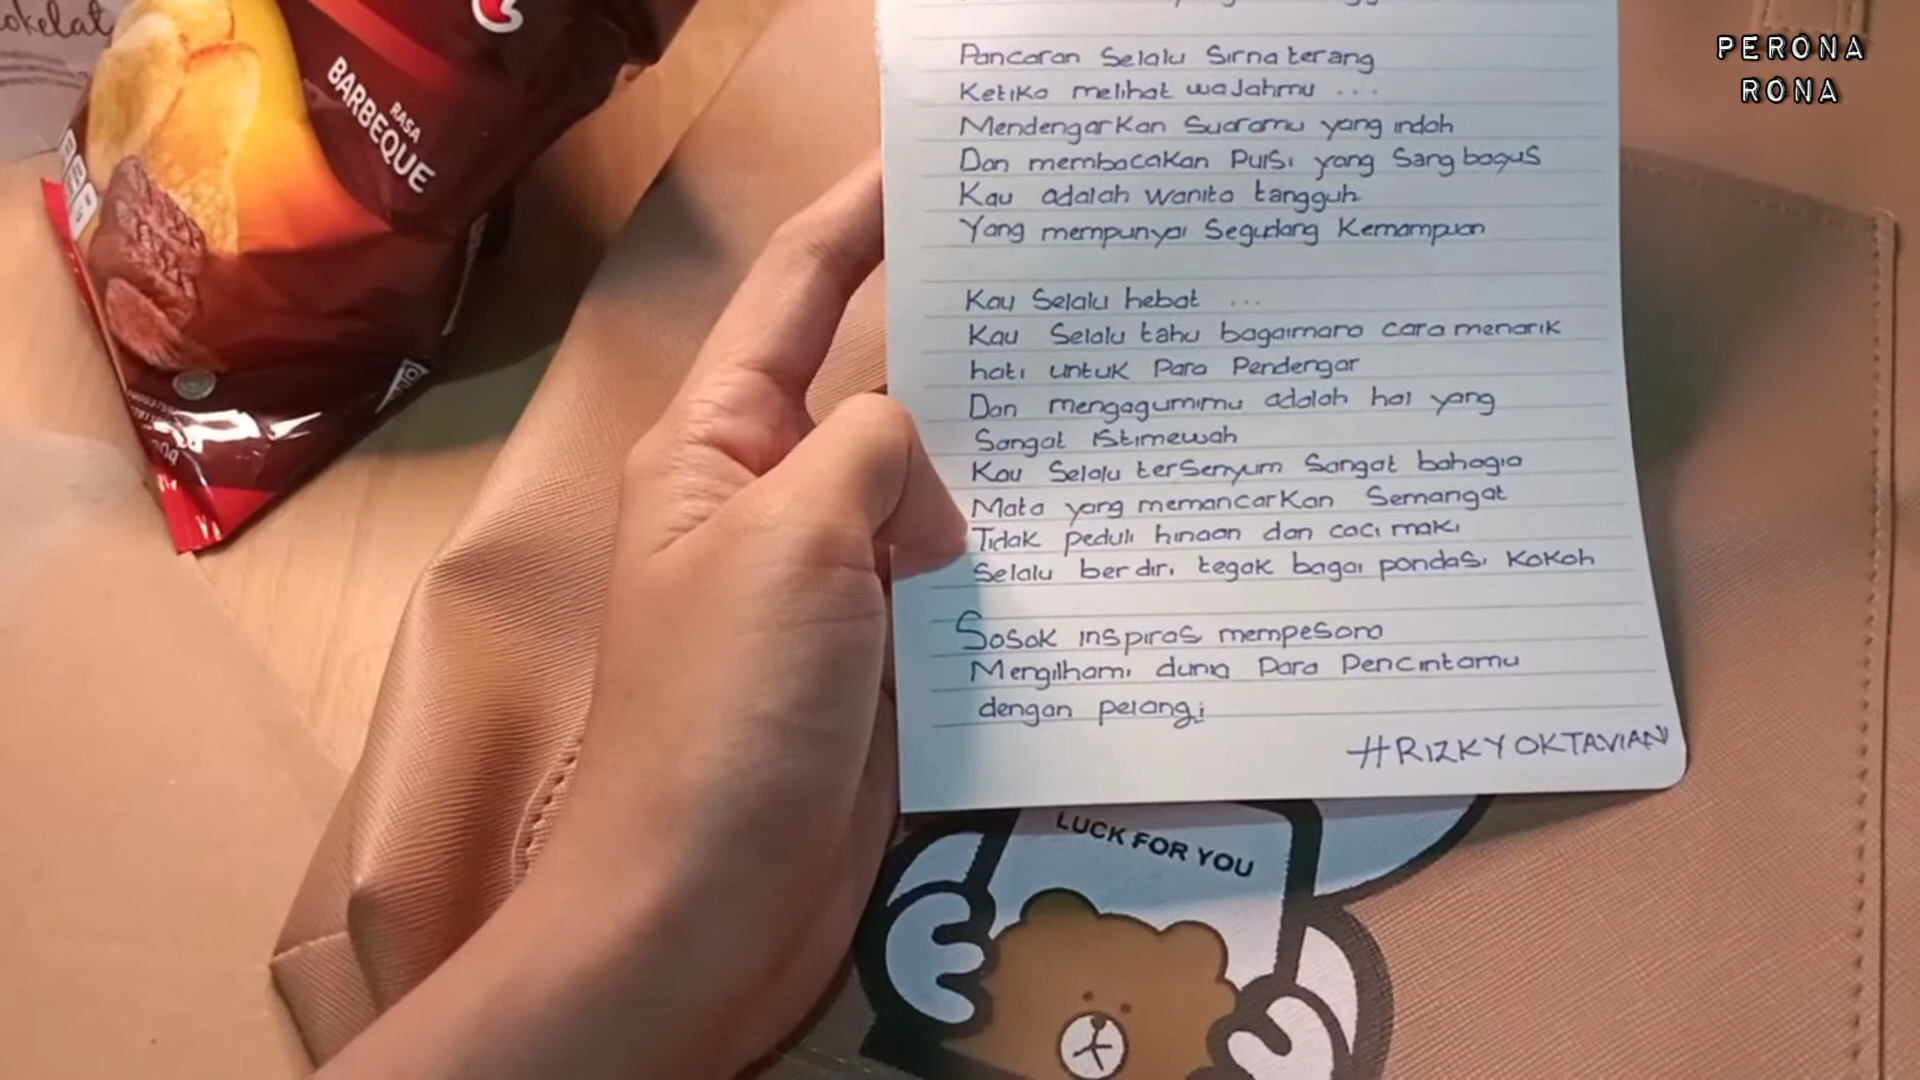 PERONA
RONA
okelat
RASA
BARBEQUE
Pancaran Selalu Sirna terang
Ketika melihat wajahmu ...
Mendengarkan Suaramu yang indah
Dan membacakan Puisi yang Sang bagus
Kau adalah wanita tangguh
Yang mempunyai Segudang Kemampuan
Kau Selalu hebat ...
Kau Selalu tahu bagaimana cara menarik
hati untuk Para Pendengar
Dan mengagumimu adalah hal yang
Sangat Istimewah
Kau Selalu tersenyum Sangat bahagia
Mata yang memancarkan Semangat
Tidak peduli hinaan dan caci maki
Selalu berdiri tegak bagai pondasi Kokoh
Sosok inspiras mempesona
Mengilhami dunia Para Pencintamu
dengan pelangi
#RIZKYOKTAVIAN
LUCK FOR YOU